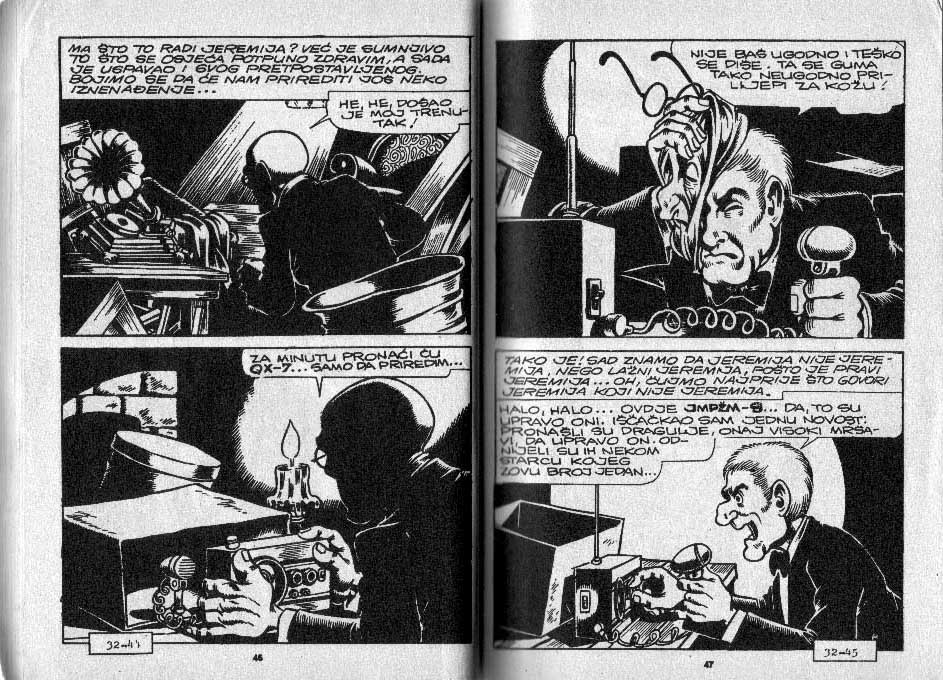 MA ŠTO TO RADI JEREMIJA? VEĆ JE SUMNJIVO
TO ŠTO SE OSJEĆA POTPUNO ZDRAVIM, A SADA
JE USPAVAO I SVOG PRETPOSTAVLJENOG.
BOJIMO SE DA ĆE NAM PRIREDITI JOŠ NEKO
IZNENAĐENJE...
HE, HE, DOŠAO
JE MOJ TRENU-
TAK!
ZA MINUTU PRONAĆI ĆU
QX-7... SAMO DA PRIREDIM...
32-44
46
NIJE BAŠ UGODNO I TEŠKO
SE DIŠE. TA SE GUMA
TAKO NEUGODNO PRI-
LIJEPI ZA KOŽU!
TAKO JE! SAD ZNAMO DA JEREMIJA NIJE JERE-
MIJA, NEGO LAŽNI JEREMIJA, POŠTO JE PRAVI
JEREMIJA... OH, ČUJMO NAJPRIJE ŠTO GOVORI
JEREMIJA KOJI NIJE JEREMIJA.
HALO, HALO... OVDJE JMPŽM-S... DA, TO SU
UPRAVO ONI. IŠČAČKAO SAM JEDNU NOVOST:
PRONAŠLI SU DRAGULJE, ONAJ VISOKI MRŠA-
VI, DA UPRAVO ON. OD-
NIJELI SU IH NEKOM
STARCU KOJEG
ZOVU BROJ JEDAN...
32-45
47